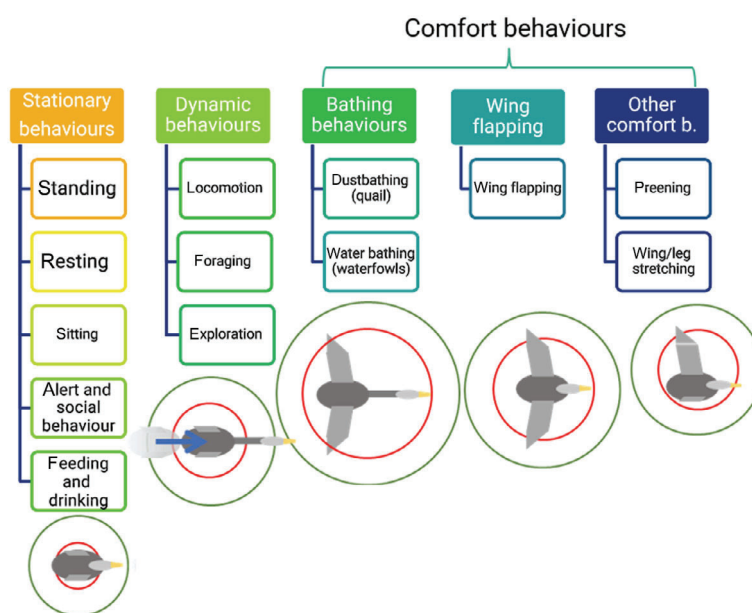 Comfort behaviours
Stationary
behaviours
Dynamic
behaviours
Bathing
behaviours
Wing
flapping
Other
comfort b.
Standing
Resting
Sitting
Alert and
social
behaviour
Feeding
and
drinking
Locomotion
Foraging
Exploration
Dustbathing
(quail)
Water bathing
(waterfowls)
Wing flapping
Preening
Wing/leg
stretching